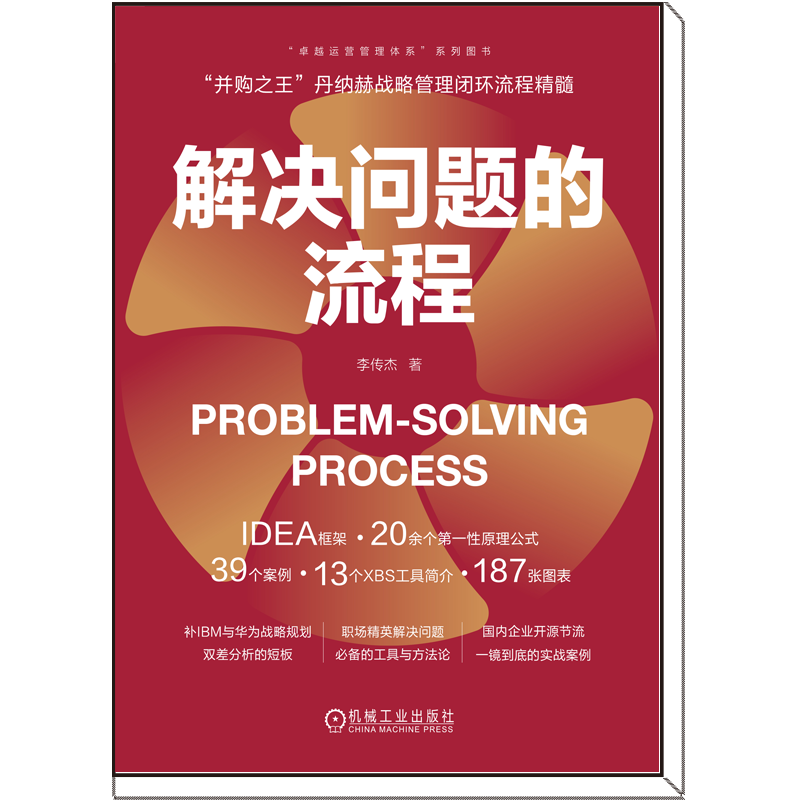 “卓越运营管理体系”系列图书
“并购之王”丹纳赫战略管理闭环流程精髓
解决问题的
流程
李传杰 著
PROBLEM-SOLVING
PROCESS
IDEA框架 · 20余个第一性原理公式
39个案例 · 13个XBS工具简介 · 187张图表
补IBM与华为战略规划
双差分析的短板
职场精英解决问题
必备的工具与方法论
国内企业开源节流
一镜到底的实战案例
机械工业出版社
CHINA MACHINE PRESS